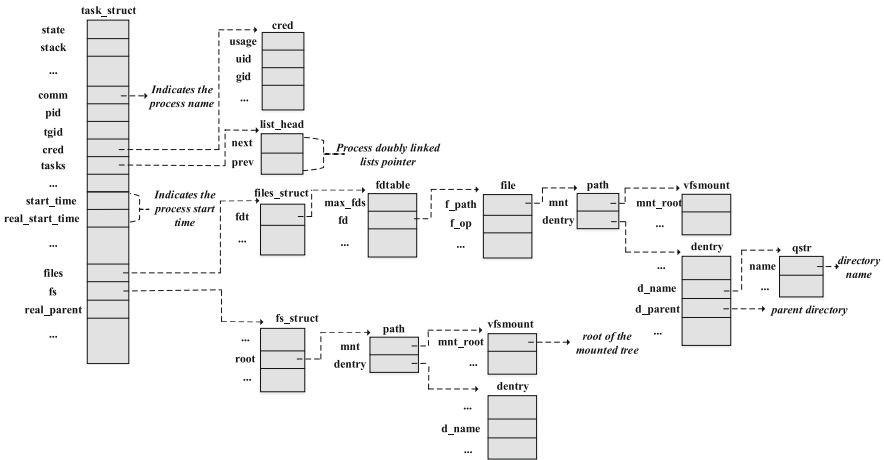 task_struct
state
stack
...
comm
pid
tgid
cred
tasks
...
start_time
real_start_time
...
files
fs
real_parent
...
Indicates the
process name
Indicates the
process start
time
cred
usage
uid
gid
...
list_head
next
prev
Process doubly linked
lists pointer
files_struct
fdt
...
fdtable
max_fds
fd
...
file
f_path
f_op
...
path
mnt
dentry
vfsmount
mnt_root
...
dentry
...
d_name
d_parent
...
qstr
name
...
directory
name
parent directory
fs_struct
...
root
...
path
mnt
dentry
vfsmount
mnt_root
...
root of the
mounted tree
dentry
...
d_name
...